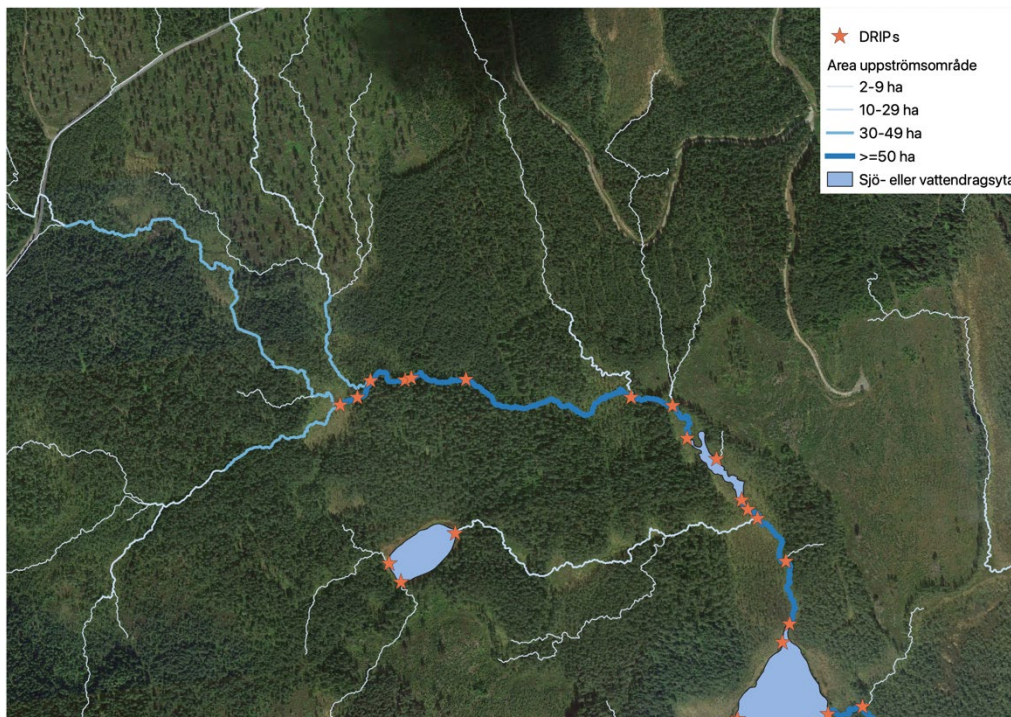 DRIPs
Area uppströmsområde
2-9 ha
10-29 ha
30-49 ha
>=50 ha
Sjö- eller vattendragsyta